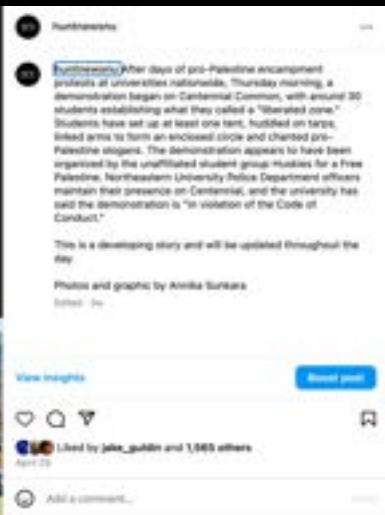 huntnewsnu
huntnewsnu After days of pro-Palestine encampment
protests at universities nationwide, Thursday morning, a
demonstration began on Centennial Common, with around 30
students establishing what they called a "liberated zone."
Students have set up at least one tent, huddled on tarps,
linked arms to form an enclosed circle and chanted pro-
Palestine slogans. The demonstration appears to have been
organized by the unaffiliated student group Huskies for a Free
Palestine. Northeastern University Police Department officers
maintain their presence on Centennial, and the university has
said the demonstration is "in violation of the Code of
Conduct."
This is a developing story and will be updated throughout the
day.
Photos and graphic by Annika Sunkara
Edited
View insights
Boost post
Liked by jake_guldin and 1,565 others
April
Add a comment...